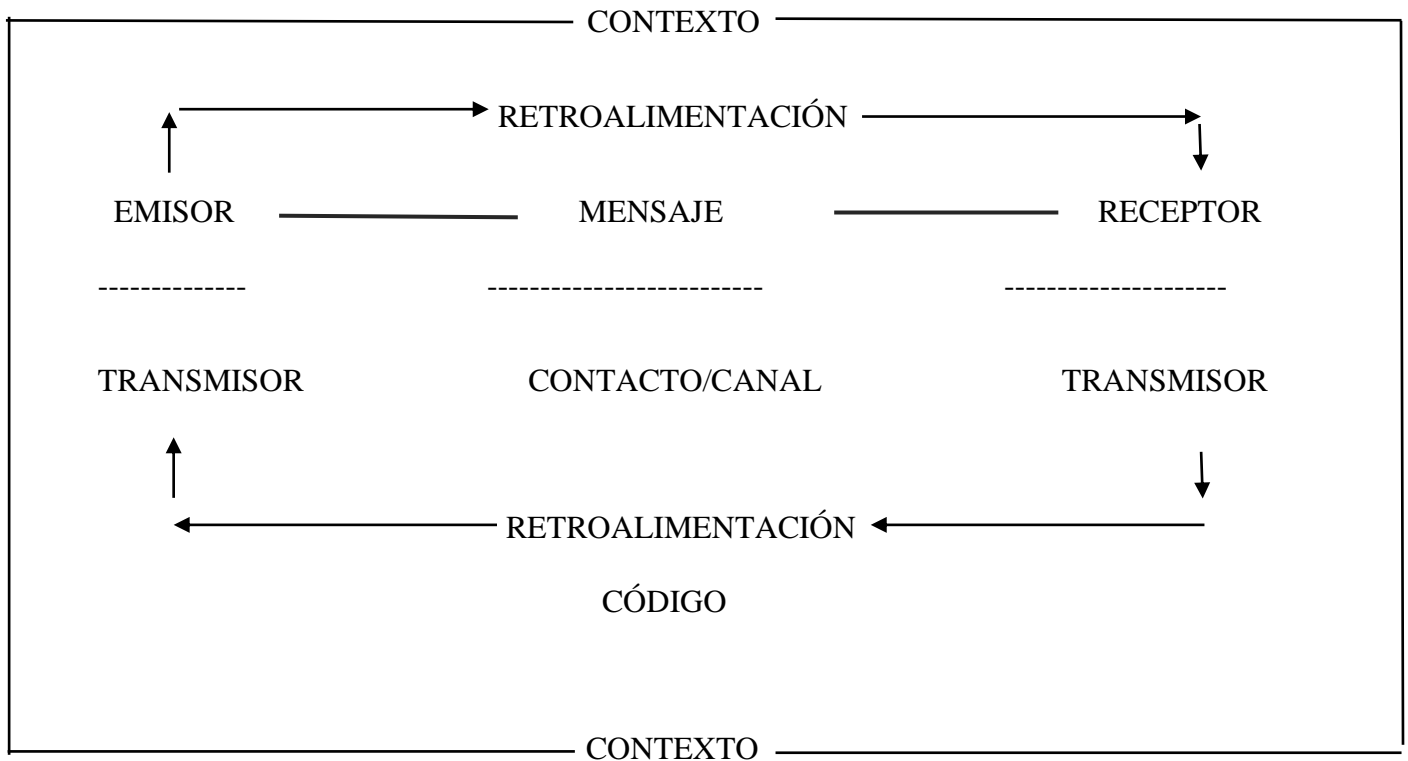 CONTEXTO
RETROALIMENTACIÓN
EMISOR MENSAJE RECEPTOR
-------------- -------------------------- ---------------------
TRANSMISOR CONTACTO/CANAL TRANSMISOR
RETROALIMENTACIÓN
CÓDIGO
CONTEXTO